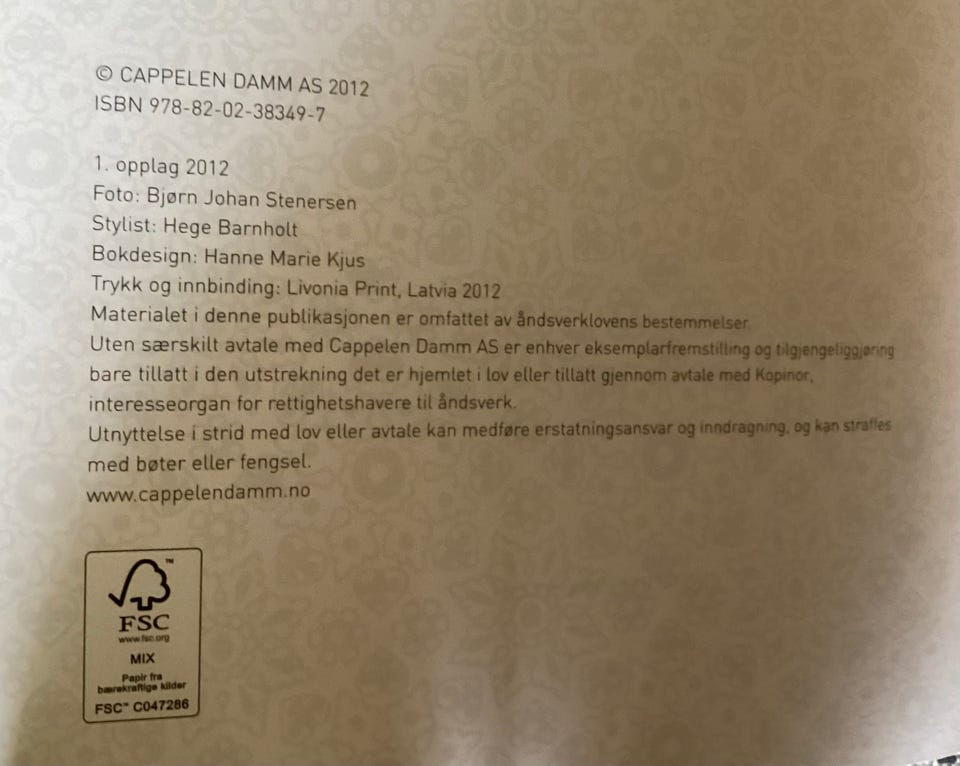 © CAPPELEN DAMM AS 2012
ISBN 978-82-02-38349-7
1. opplag 2012
Foto: Bjørn Johan Stenersen
Stylist: Hege Barnholt
Bokdesign: Hanne Marie Kjus
Trykk og innbinding: Livonia Print, Latvia 2012
Materialet i denne publikasjonen er omfattet av åndsverklovens bestemmelser.
Uten særskilt avtale med Cappelen Damm AS er enhver eksemplarfremstilling og tilgjengeliggjøring
bare tillatt i den utstrekning det er hjemlet i lov eller tillatt gjennom avtale med Kopinor,
interesseorgan for rettighetshavere til åndsverk.
Utnyttelse i strid med lov eller avtale kan medføre erstatningsansvar og inndragning, og kan straffes
med bøter eller fengsel.
www.cappelendamm.no
™
FSC
www.fsc.org
MIX
Papir fra
bærekraftige kilder
FSC™ C047286